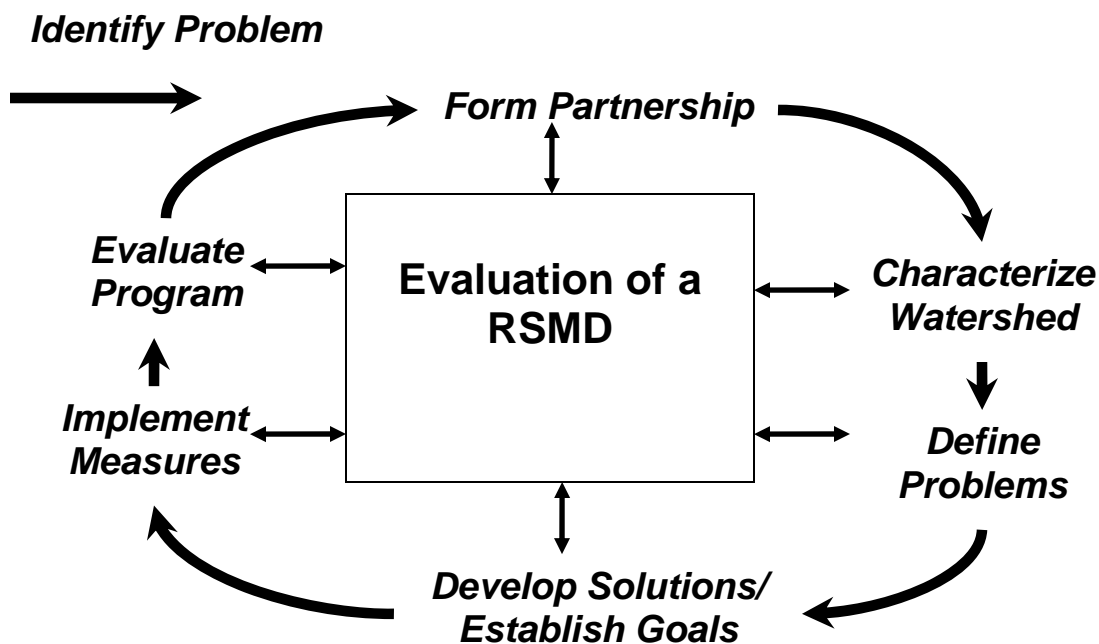 Identify Problem
Form Partnership
Evaluate
Program
Evaluation of a
RSMD
Characterize
Watershed
Implement
Measures
Define
Problems
Develop Solutions/
Establish Goals